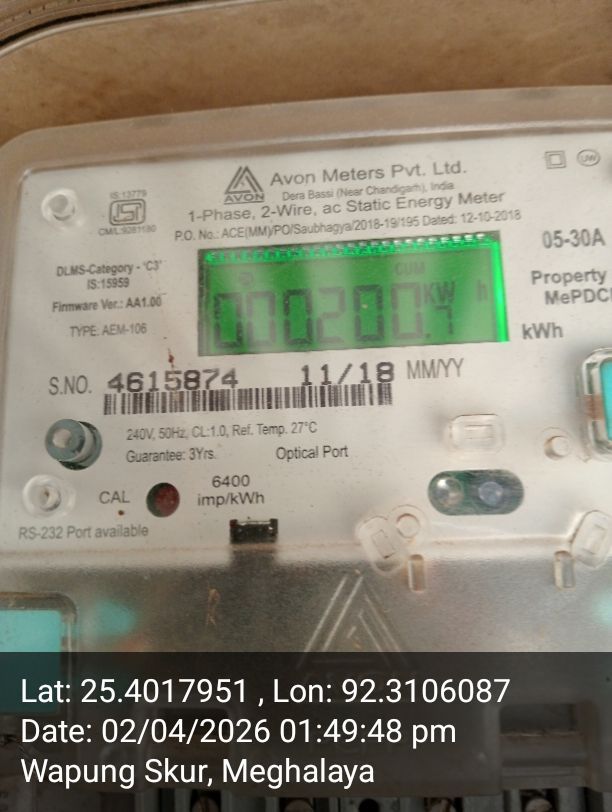 Avon Meters Pvt. Ltd.
AVON
Dera Bassi (Near Chandigarh), India
1-Phase, 2-Wire, ac Static Energy Meter
P.O. No.: ACE(MM)/PO/Saubhagya/2018-19/195 Dated: 12-10-2018
IS:13779
ISI
CM/L:9281180
UW
DLMS-Category - 'C3'
IS:15959
Firmware Ver.: AA1.00
TYPE: AEM-106
CUM
KW h
kWh
05-30A
Property
S.NO. 4615874 11/18 MM/YY
240V, 50Hz, CL:1.0, Ref. Temp. 27°C
Guarantee: 3Yrs. Optical Port
CAL
6400
imp/kWh
RS-232 Port available
Lat: 25.4017951 , Lon: 92.3106087
Date: 02/04/2026 01:49:48 pm
Wapung Skur, Meghalaya